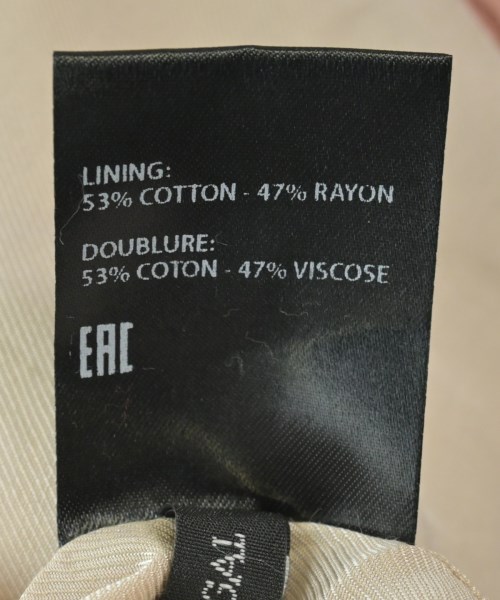 LINING:
53% COTTON - 47% RAYON
DOUBLURE:
53% COTON - 47% VISCOSE
EAC